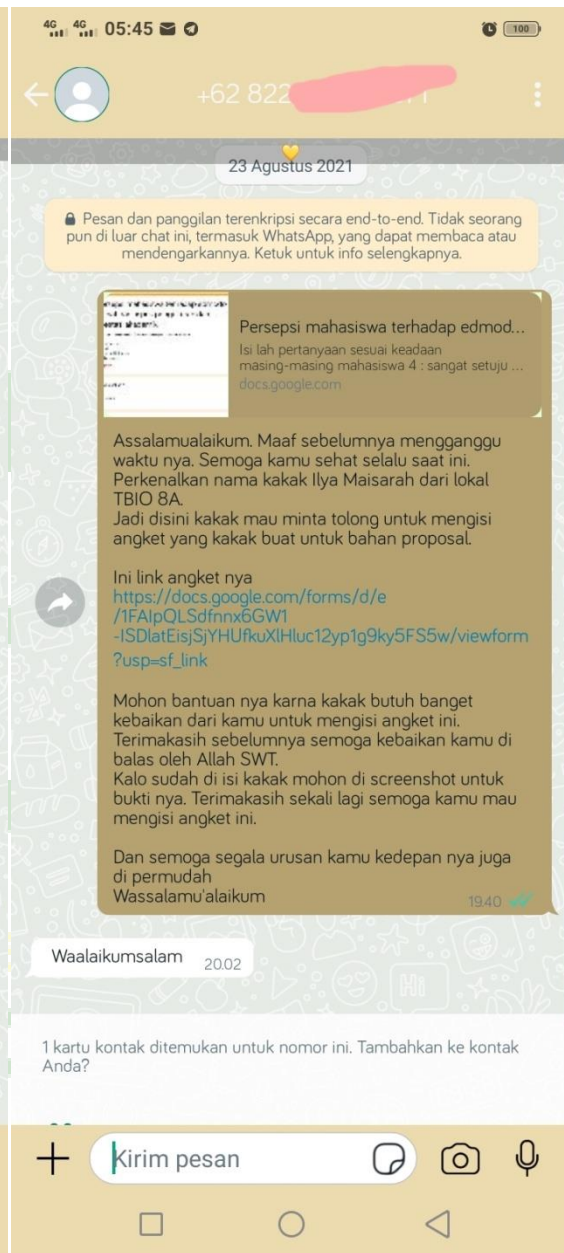 4G 4G 05:45 100
+62 822
23 Agustus 2021
Pesan dan panggilan terenkripsi secara end-to-end. Tidak seorang
pun di luar chat ini, termasuk WhatsApp, yang dapat membaca atau
mendengarkannya. Ketuk untuk info selengkapnya.
Persepsi mahasiswa terhadap edmod...
Isi lah pertanyaan sesuai keadaan
masing-masing mahasiswa 4 : sangat setuju ...
docs.google.com
Assalamualaikum. Maaf sebelumnya mengganggu
waktu nya. Semoga kamu sehat selalu saat ini.
Perkenalkan nama kakak Ilya Maisarah dari lokal
TBIO 8A.
Jadi disini kakak mau minta tolong untuk mengisi
angket yang kakak buat untuk bahan proposal.
Ini link angket nya
https://docs.google.com/forms/d/e
/1FAIpQLSdfnnx6GW1
-ISDlatEisjSjYHUfkuXlHluc12yp1g9ky5FS5w/viewform
?usp=sf_link
Mohon bantuan nya karna kakak butuh banget
kebaikan dari kamu untuk mengisi angket ini.
Terimakasih sebelumnya semoga kebaikan kamu di
balas oleh Allah SWT.
Kalo sudah di isi kakak mohon di screenshot untuk
bukti nya. Terimakasih sekali lagi semoga kamu mau
mengisi angket ini.
Dan semoga segala urusan kamu kedepan nya juga
di permudah
Wassalamu'alaikum
19.40
Waalaikumsalam 20.02
1 kartu kontak ditemukan untuk nomor ini. Tambahkan ke kontak
Anda?
Kirim pesan